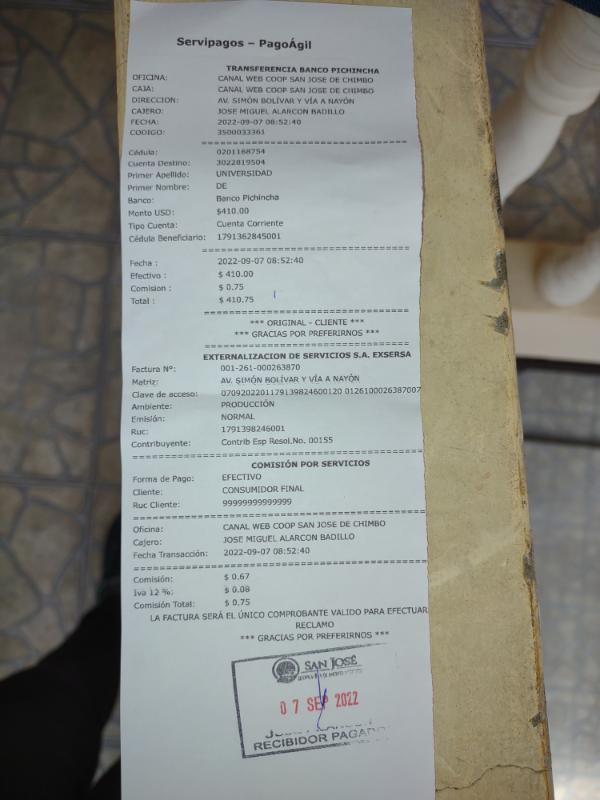 Servipagos – PagoÁgil
TRANSFERENCIA BANCO PICHINCHA
OFICINA: CANAL WEB COOP SAN JOSE DE CHIMBO
CAJA: CANAL WEB COOP SAN JOSE DE CHIMBO
DIRECCION: AV. SIMÓN BOLÍVAR Y VÍA A NAYÓN
CAJERO: JOSE MIGUEL ALARCON BADILLO
FECHA: 2022-09-07 08:52:40
CODIGO: 3500033361
==================================
Cédula: 0201168754
Cuenta Destino: 3022819504
Primer Apellido: UNIVERSIDAD
Primer Nombre: DE
Banco: Banco Pichincha
Monto USD: $410.00
Tipo Cuenta: Cuenta Corriente
Cédula Beneficiario: 1791362845001
==================================
Fecha : 2022-09-07 08:52:40
Efectivo : $ 410.00
Comision : $ 0.75
Total : $ 410.75
==================================
*** ORIGINAL - CLIENTE ***
*** GRACIAS POR PREFERIRNOS ***
==================================
EXTERNALIZACION DE SERVICIOS S.A. EXSERSA
Factura Nº: 001-261-000263870
Matriz: AV. SIMÓN BOLÍVAR Y VÍA A NAYÓN
Clave de acceso: 0709202201179139824600120 0126100026387007
Ambiente: PRODUCCIÓN
Emisión: NORMAL
Ruc: 1791398246001
Contribuyente: Contrib Esp Resol.No. 00155
==================================
COMISIÓN POR SERVICIOS
Forma de Pago: EFECTIVO
Cliente: CONSUMIDOR FINAL
Ruc Cliente: 9999999999999
==================================
Oficina: CANAL WEB COOP SAN JOSE DE CHIMBO
Cajero: JOSE MIGUEL ALARCON BADILLO
Fecha Transacción: 2022-09-07 08:52:40
==================================
Comisión: $ 0.67
Iva 12 %: $ 0.08
Comisión Total: $ 0.75
LA FACTURA SERÁ EL ÚNICO COMPROBANTE VALIDO PARA EFECTUAR
RECLAMO
*** GRACIAS POR PREFERIRNOS ***
SAN JOSÉ
07 SEP 2022
RECIBIDOR PAGAD